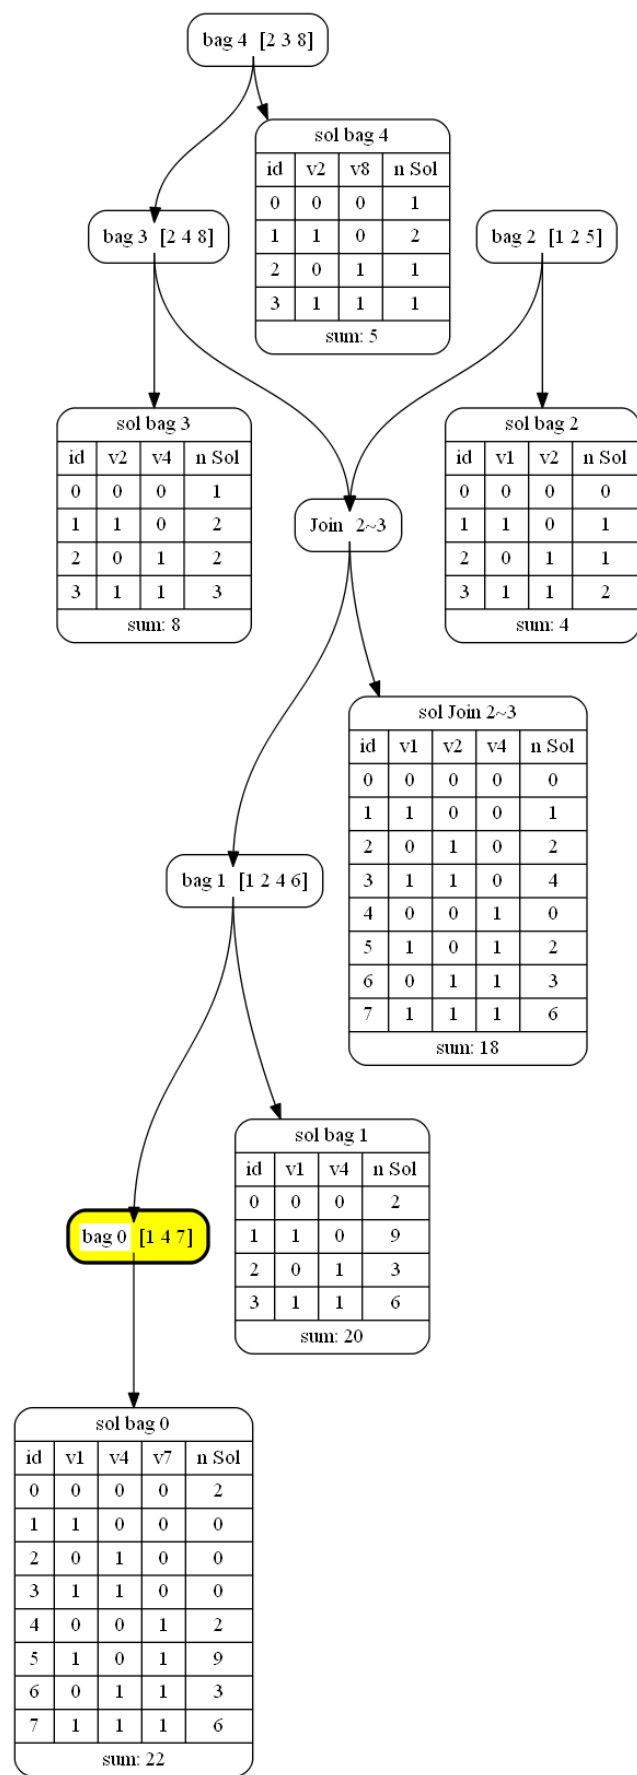 bag 4 [2 3 8]
sol bag 4
id v2 v8 n Sol
0 0 0 1
1 1 0 2
2 0 1 1
3 1 1 1
sum: 5
bag 3 [2 4 8]
bag 2 [1 2 5]
sol bag 3
id v2 v4 n Sol
0 0 0 1
1 1 0 2
2 0 1 2
3 1 1 3
sum: 8
sol bag 2
id v1 v2 n Sol
0 0 0 0
1 1 0 1
2 0 1 1
3 1 1 2
sum: 4
Join 2~3
sol Join 2~3
id v1 v2 v4 n Sol
0 0 0 0 0
1 1 0 0 1
2 0 1 0 2
3 1 1 0 4
4 0 0 1 0
5 1 0 1 2
6 0 1 1 3
7 1 1 1 6
sum: 18
bag 1 [1 2 4 6]
sol bag 1
id v1 v4 n Sol
0 0 0 2
1 1 0 9
2 0 1 3
3 1 1 6
sum: 20
bag 0 [1 4 7]
sol bag 0
id v1 v4 v7 n Sol
0 0 0 0 2
1 1 0 0 0
2 0 1 0 0
3 1 1 0 0
4 0 0 1 2
5 1 0 1 9
6 0 1 1 3
7 1 1 1 6
sum: 22